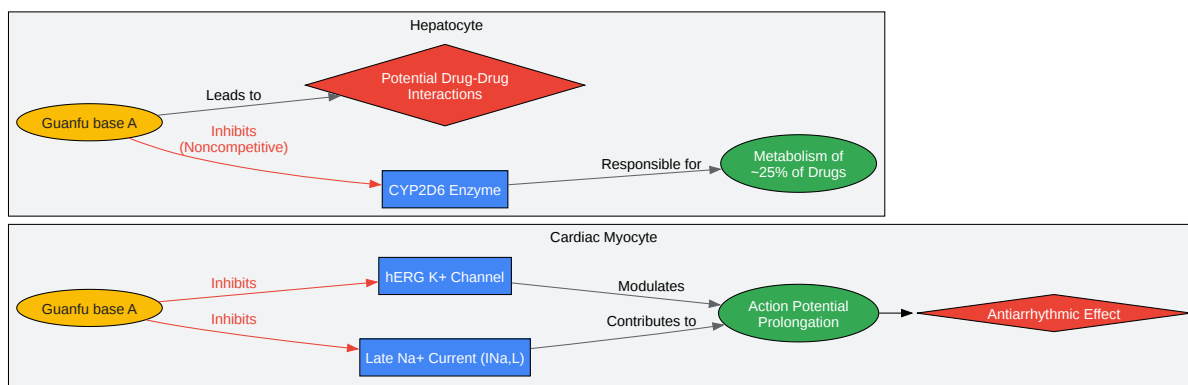 Hepatocyte
Potential Drug-Drug
Interactions
Leads to
Guanfu base A
Inhibits
(Noncompetitive)
CYP2D6 Enzyme
Responsible for
Metabolism of
~25% of Drugs
Cardiac Myocyte
Guanfu base A
Inhibits
hERG K+ Channel
Modulates
Inhibits
Late Na+ Current (INa,L)
Contributes to
Action Potential
Prolongation
Antiarrhythmic Effect